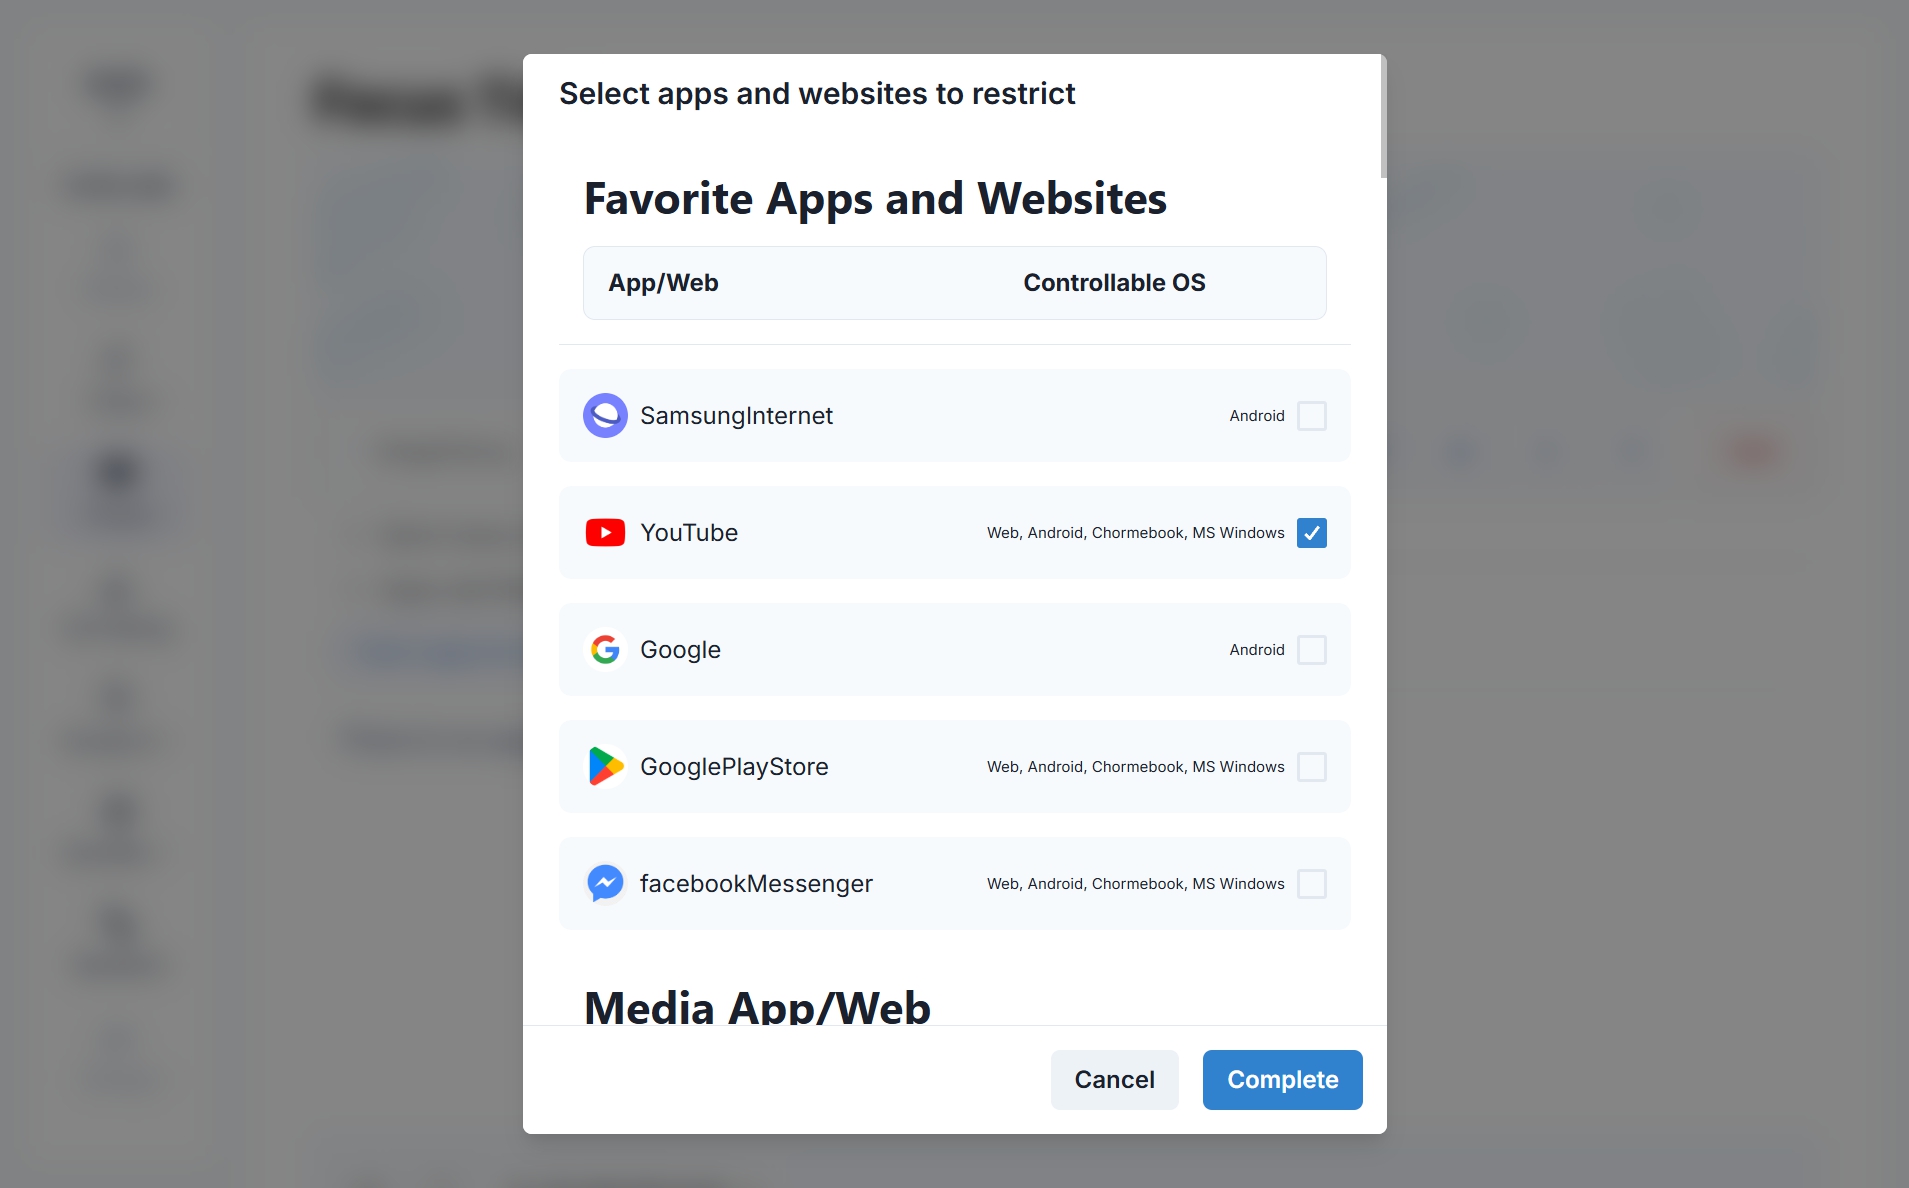 Select apps and websites to restrict
Favorite Apps and Websites
App/Web Controllable OS
SamsungInternet Android
YouTube Web, Android, Chormebook, MS Windows
Google Android
GooglePlayStore Web, Android, Chormebook, MS Windows
facebookMessenger Web, Android, Chormebook, MS Windows
Media App/Web
Cancel Complete